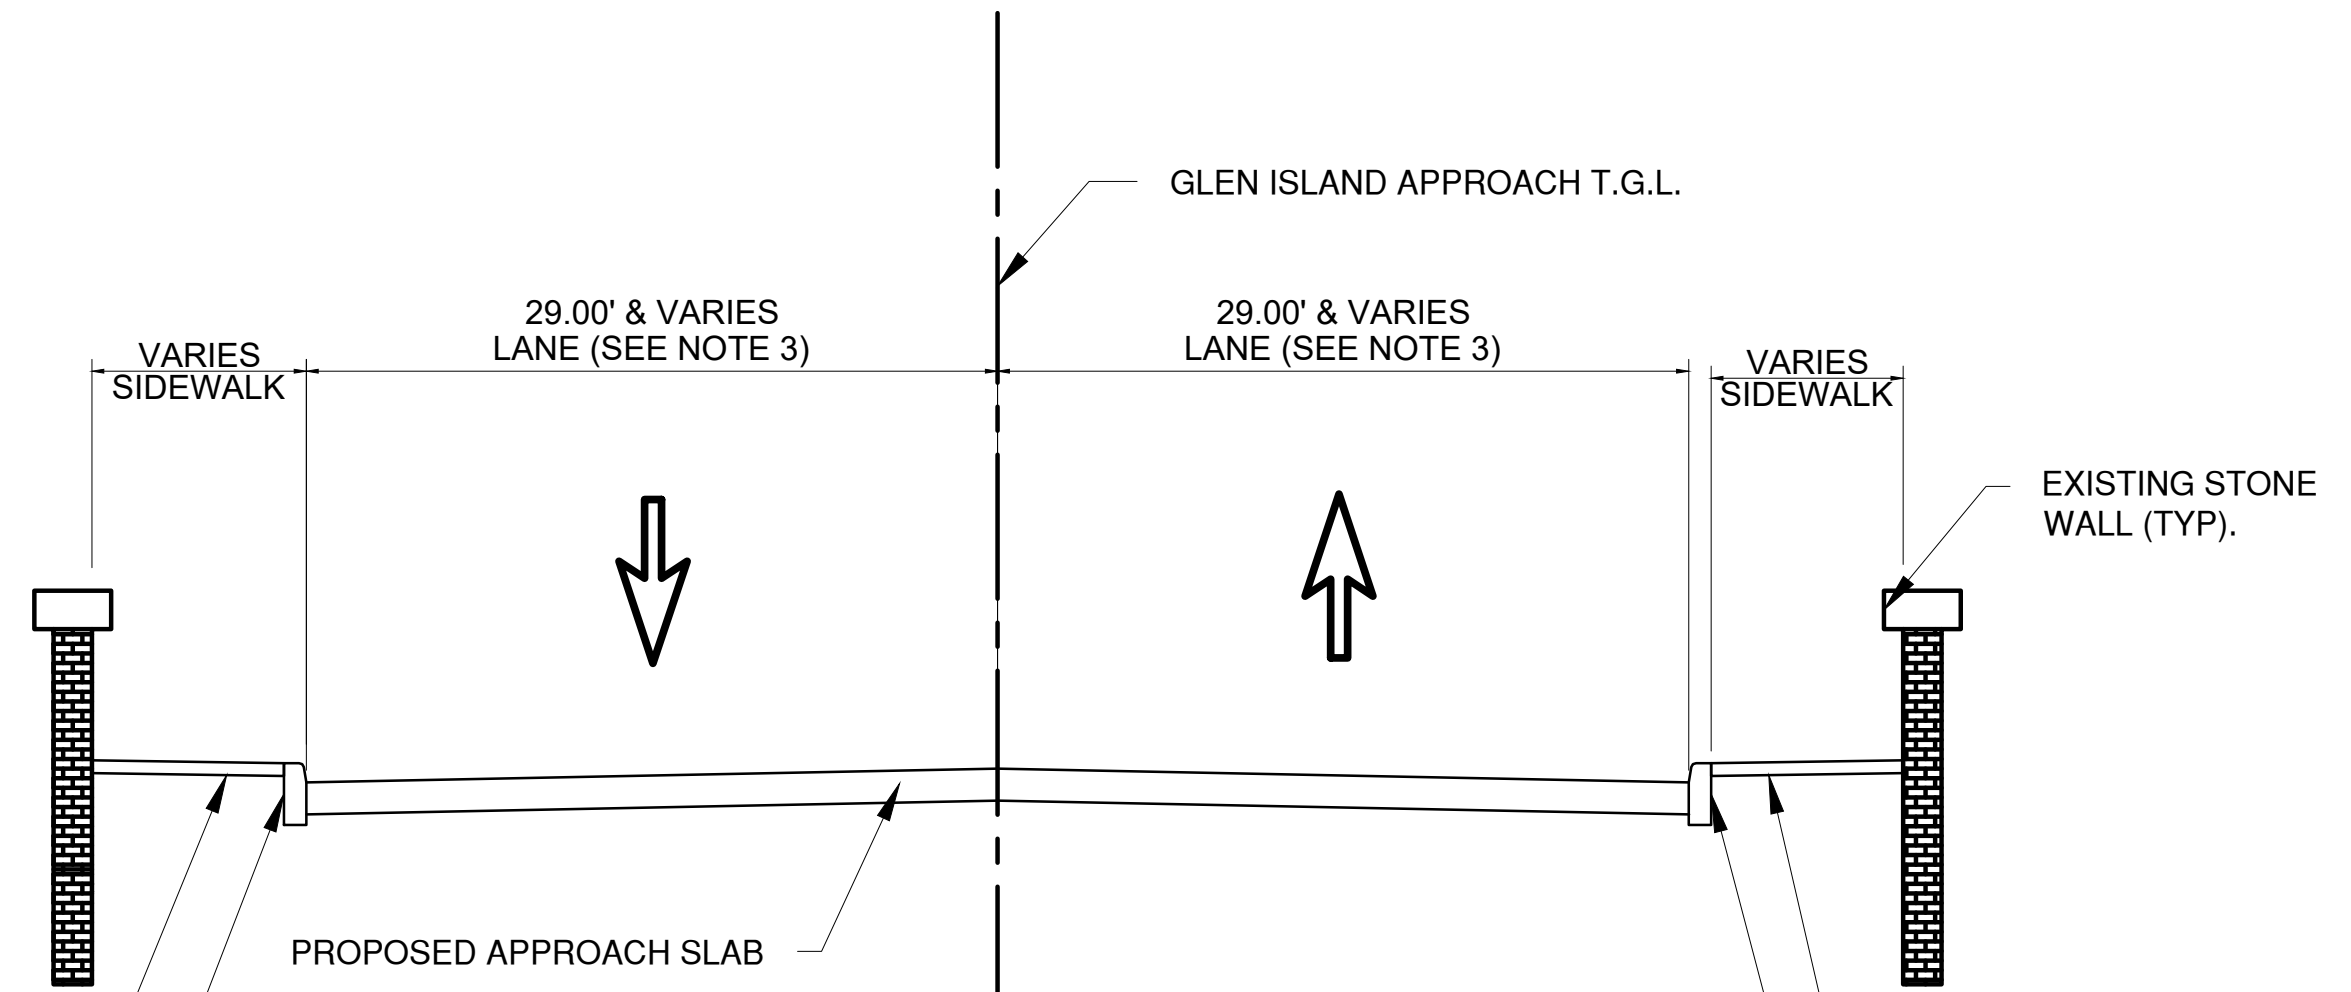 GLEN ISLAND APPROACH T.G.L.
29.00' & VARIES
LANE (SEE NOTE 3)
29.00' & VARIES
LANE (SEE NOTE 3)
VARIES
SIDEWALK
VARIES
SIDEWALK
EXISTING STONE
WALL (TYP).
PROPOSED APPROACH SLAB